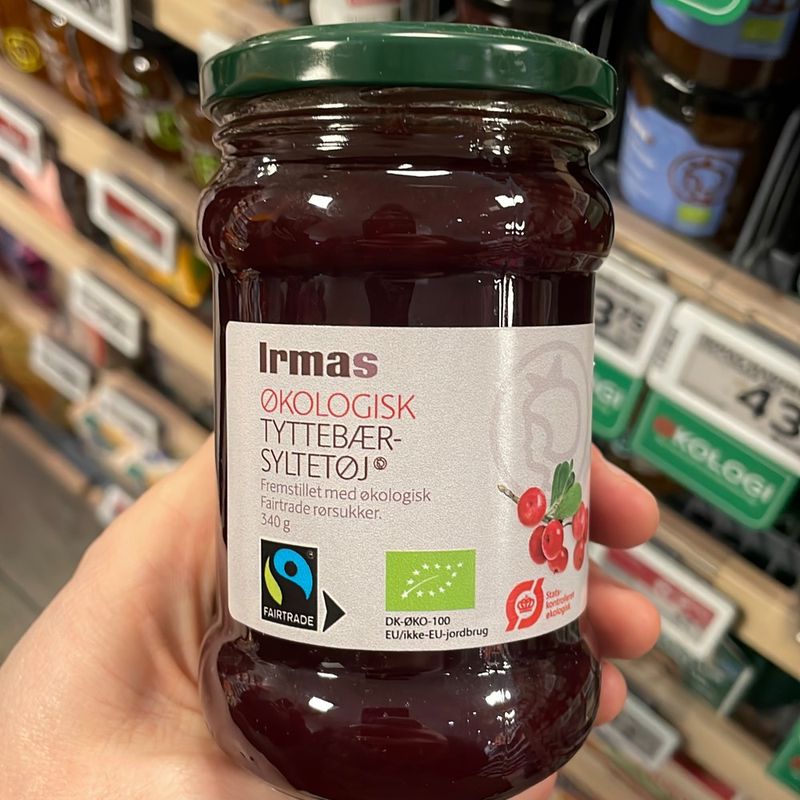 Irmas
ØKOLOGISK
TYTTEBÆR-
SYLTETØJ
Fremstillet med økologisk
Fairtrade rørsukker.
340 g
FAIRTRADE
DK-ØKO-100
EU/ikke-EU-jordbrug
Ø
Stats-
kontrolleret
økologisk
75
43
ØKOLOGI